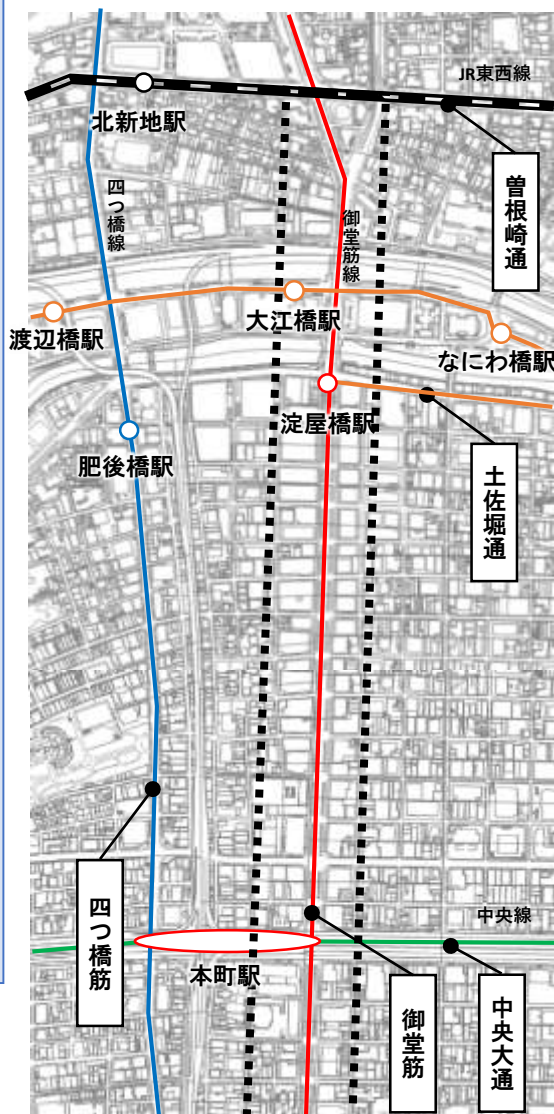 JR東西線
北新地駅
曽根崎通
四つ橋線
御堂筋線
大江橋駅
渡辺橋駅
なにわ橋駅
淀屋橋駅
肥後橋駅
土佐堀通
四つ橋筋
中央線
本町駅
御堂筋
中央大通